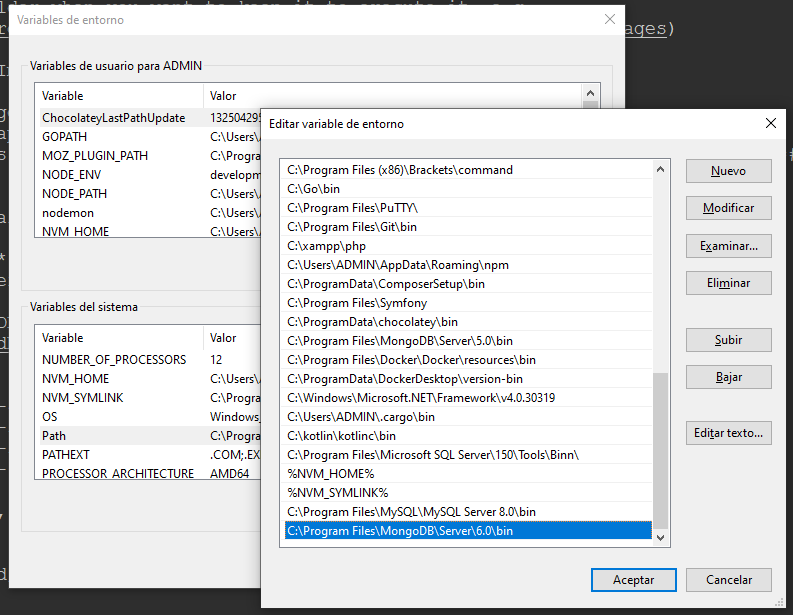 Variables de entorno
ages)
Variables de usuario para ADMIN
Variable Valor
ChocolateyLastPathUpdate 132504295
GOPATH C:\Users\
MOZ_PLUGIN_PATH C:\Progra
NODE_ENV developm
NODE_PATH C:\Users\
nodemon C:\Users\
NVM_HOME C:\Users\
Variables del sistema
Variable Valor
NUMBER_OF_PROCESSORS 12
NVM_HOME C:\Users\
NVM_SYMLINK C:\Progra
OS Windows_
Path C:\Progra
PATHEXT .COM;.EX
PROCESSOR_ARCHITECTURE AMD64
Editar variable de entorno
C:\Program Files (x86)\Brackets\command
C:\Go\bin
C:\Program Files\PuTTY\
C:\Program Files\Git\bin
C:\xampp\php
C:\Users\ADMIN\AppData\Roaming\npm
C:\ProgramData\ComposerSetup\bin
C:\Program Files\Symfony
C:\ProgramData\chocolatey\bin
C:\Program Files\MongoDB\Server\5.0\bin
C:\Program Files\Docker\Docker\resources\bin
C:\ProgramData\DockerDesktop\version-bin
C:\Windows\Microsoft.NET\Framework\v4.0.30319
C:\Users\ADMIN\.cargo\bin
C:\kotlin\kotlinc\bin
C:\Program Files\Microsoft SQL Server\150\Tools\Binn\
%NVM_HOME%
%NVM_SYMLINK%
C:\Program Files\MySQL\MySQL Server 8.0\bin
C:\Program Files\MongoDB\Server\6.0\bin
Nuevo
Modificar
Examinar...
Eliminar
Subir
Bajar
Editar texto...
Aceptar
Cancelar